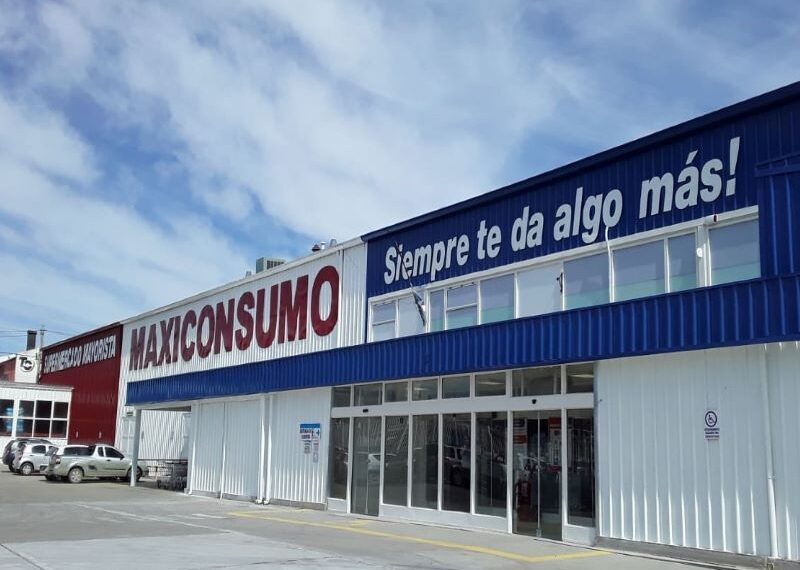 SUPERMERCADO MAYORISTA
MAXICONSUMO
Siempre te da algo más!